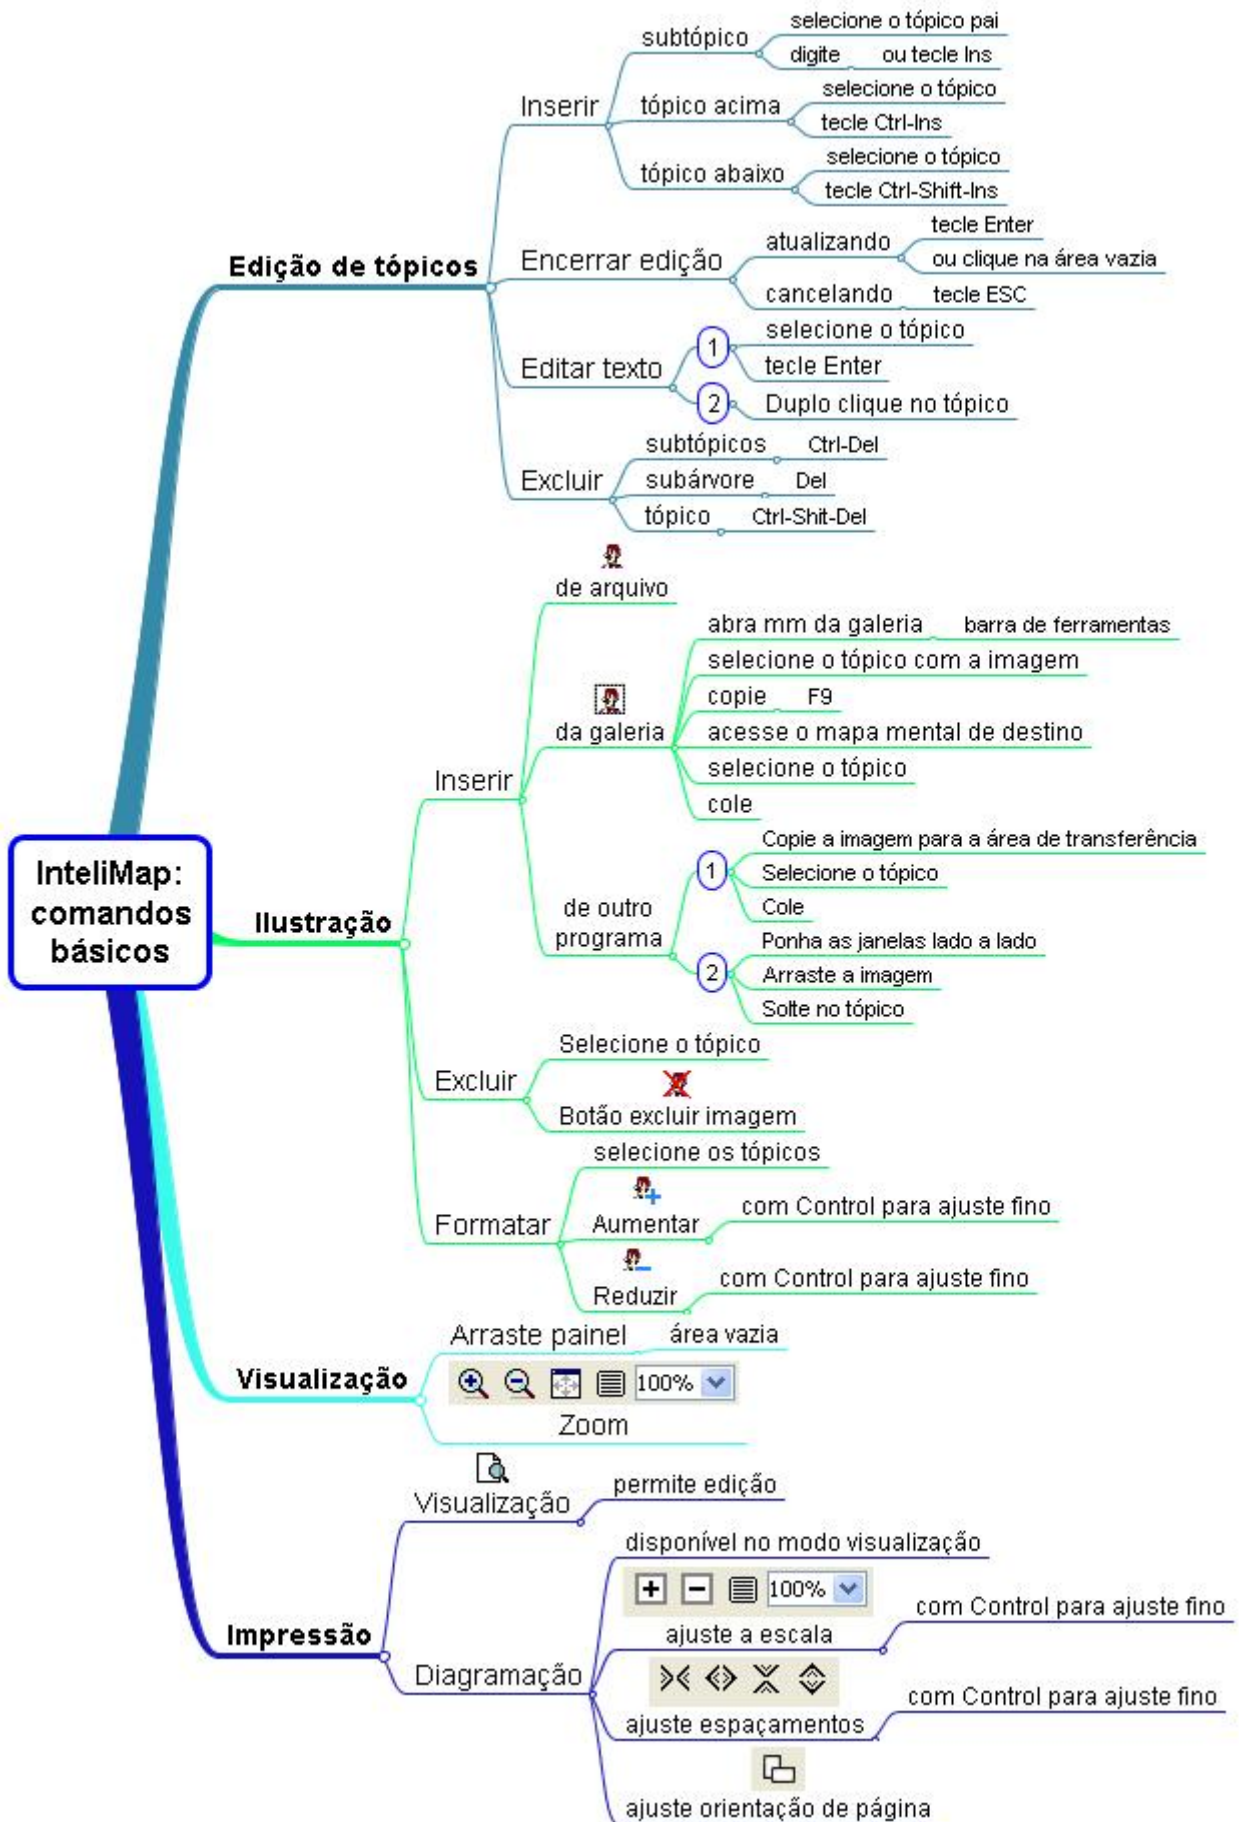 InteliMap:
comandos
básicos
Edição de tópicos
Inserir
subtópico
selecione o tópico pai
digite
ou tecle Ins
tópico acima
selecione o tópico
tecle Ctrl-Ins
tópico abaixo
selecione o tópico
tecle Ctrl-Shift-Ins
Encerrar edição
atualizando
tecle Enter
ou clique na área vazia
cancelando
tecle ESC
Editar texto
1
selecione o tópico
tecle Enter
2
Duplo clique no tópico
Excluir
subtópicos
Ctrl-Del
subárvore
Del
tópico
Ctrl-Shit-Del
Ilustração
Inserir
de arquivo
da galeria
abra mm da galeria
barra de ferramentas
selecione o tópico com a imagem
copie
F9
acesse o mapa mental de destino
selecione o tópico
cole
de outro
programa
1
Copie a imagem para a área de transferência
Selecione o tópico
Cole
2
Ponha as janelas lado a lado
Arraste a imagem
Solte no tópico
Excluir
Selecione o tópico
Botão excluir imagem
Formatar
selecione os tópicos
Aumentar
com Control para ajuste fino
Reduzir
com Control para ajuste fino
Visualização
Arraste painel
área vazia
100%
Zoom
Impressão
Visualização
permite edição
Diagramação
disponível no modo visualização
100%
ajuste a escala
com Control para ajuste fino
ajuste espaçamentos
com Control para ajuste fino
ajuste orientação de página